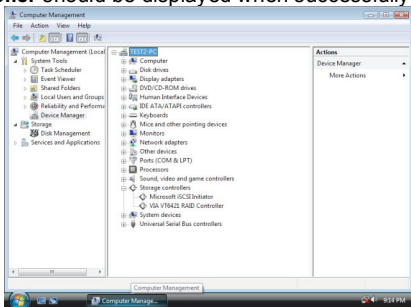 should be displayed when successfully
Computer Management
File Action View Help
Computer Management (Local
System Tools
Task Scheduler
Event Viewer
Shared Folders
Local Users and Groups
Reliability and Performa
Device Manager
Storage
Disk Management
Services and Applications
TEST2-PC
Computer
Disk drives
Display adapters
DVD/CD-ROM drives
Human Interface Devices
IDE ATA/ATAPI controllers
Keyboards
Mice and other pointing devices
Monitors
Network adapters
Other devices
Ports (COM & LPT)
Processors
Sound, video and game controllers
Storage controllers
Microsoft iSCSI Initiator
VIA VT6421 RAID Controller
System devices
Universal Serial Bus controllers
Actions
Device Manager
More Actions
Computer Management
Computer Manage...
9:14 PM